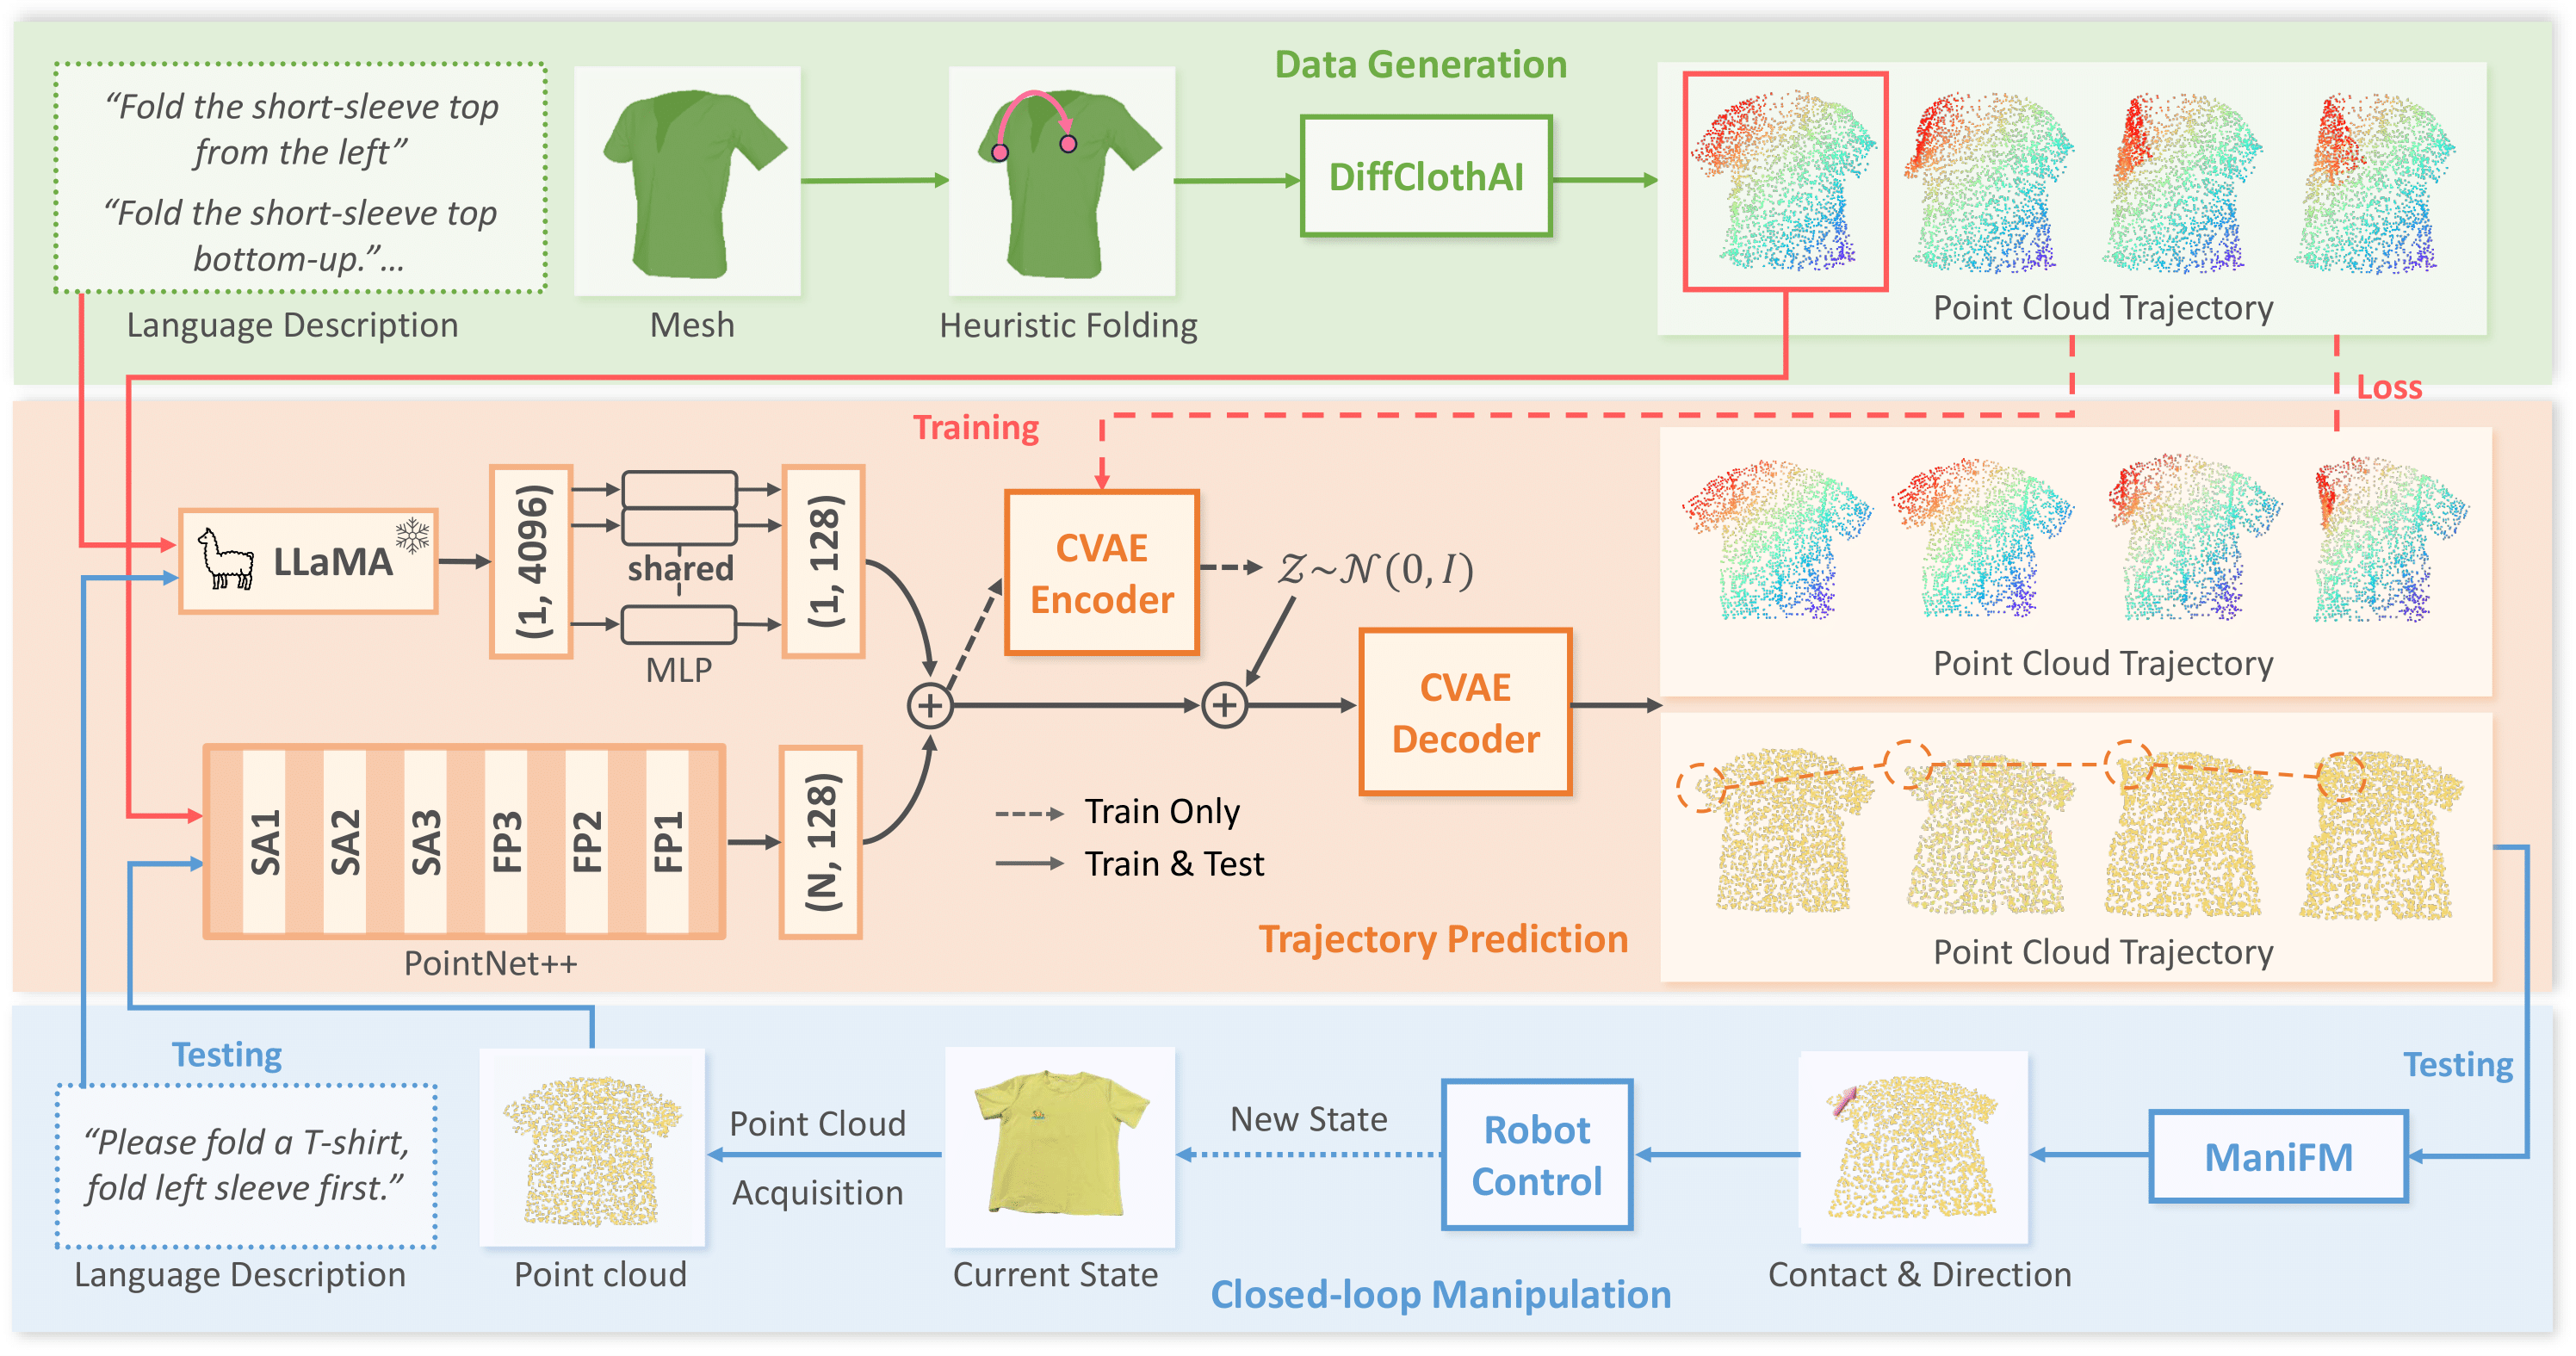 Data Generation
“Fold the short-sleeve top
from the left”
“Fold the short-sleeve top
bottom-up.”...
Language Description
Mesh
Heuristic Folding
DiffClothAI
Point Cloud Trajectory
Loss
Training
LLaMA
(1, 4096)
shared
MLP
(1, 128)
CVAE
Encoder
Z~N(0, I)
CVAE
Decoder
Point Cloud Trajectory
SA1
SA2
SA3
FP3
FP2
FP1
PointNet++
(N, 128)
Train Only
Train & Test
Trajectory Prediction
Point Cloud Trajectory
Testing
“Please fold a T-shirt,
fold left sleeve first.”
Language Description
Point cloud
Point Cloud
Acquisition
Current State
New State
Robot
Control
Closed-loop Manipulation
Contact & Direction
ManiFM
Testing